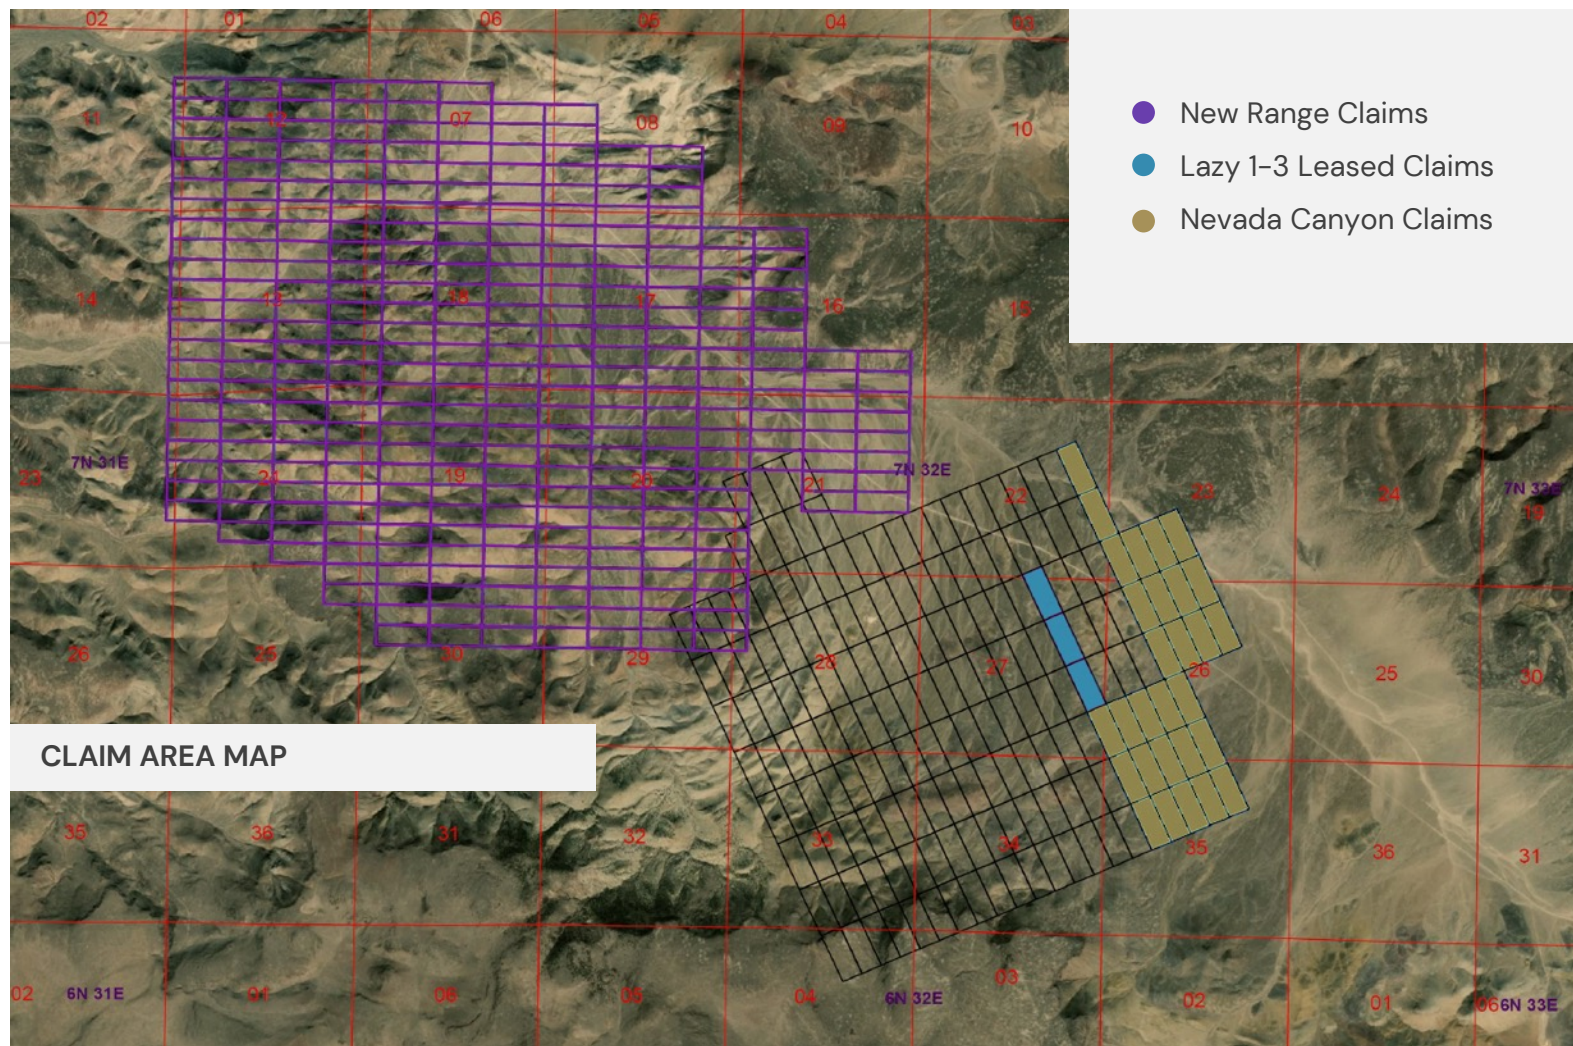 02 01 06 05 04 03
New Range Claims
Lazy 1-3 Leased Claims
Nevada Canyon Claims
11 12 07 08 09 10
14 13 18 17 16 15
7N 31E 7N 32E 7N 33E
23 24 19 20 21 22 23 24 19
26 25 30 29 28 27 26 25 30
CLAIM AREA MAP
35 36 31 32 33 34 35 36 31
02 01 06 05 04 03 02 01 06
6N 31E 6N 32E 6N 33E